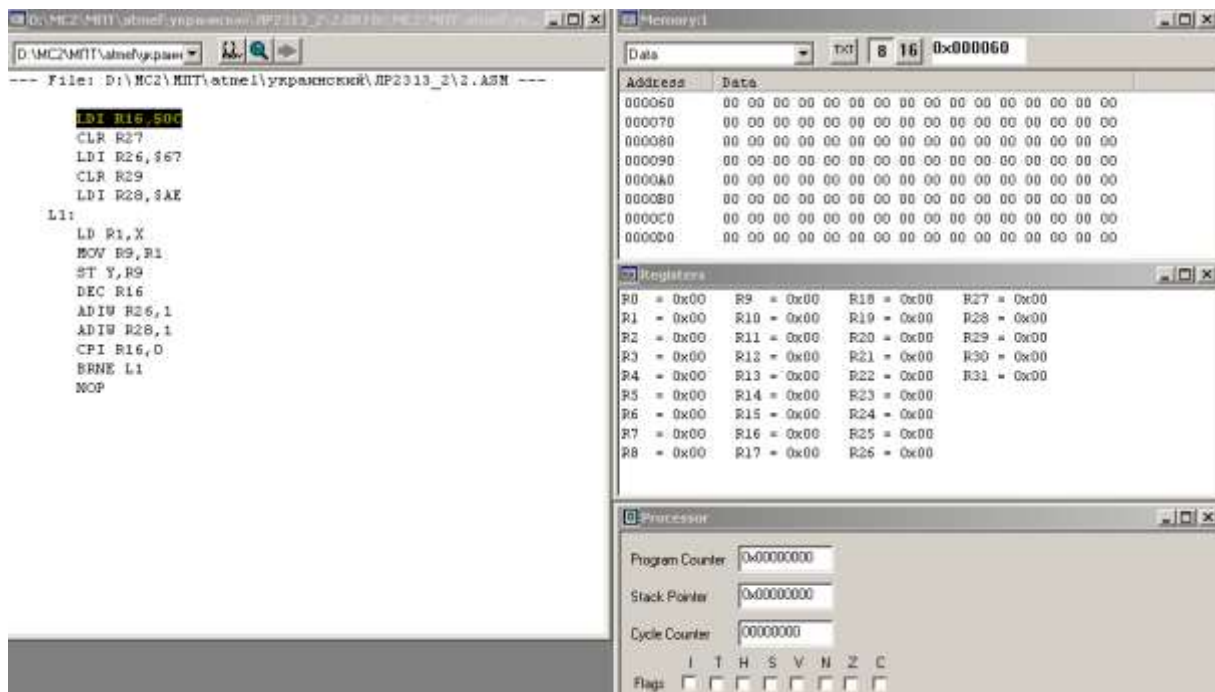 D:\MC2\МПТ\atmel\украин
--- File: D:\MC2\МПТ\atmel\украинский\ЛР2313_2\2.ASM ---
LDI R16,$0C
CLR R27
LDI R26,$67
CLR R29
LDI R28,$AE
L1:
LD R1,X
MOV R9,R1
ST Y,R9
DEC R16
ADIW R26,1
ADIW R28,1
CPI R16,0
BRNE L1
NOP
Memory:1
Data
TXT 8 16 0x000060
Address Data
000060 00 00 00 00 00 00 00 00 00 00 00 00 00 00 00 00
000070 00 00 00 00 00 00 00 00 00 00 00 00 00 00 00 00
000080 00 00 00 00 00 00 00 00 00 00 00 00 00 00 00 00
000090 00 00 00 00 00 00 00 00 00 00 00 00 00 00 00 00
0000A0 00 00 00 00 00 00 00 00 00 00 00 00 00 00 00 00
0000B0 00 00 00 00 00 00 00 00 00 00 00 00 00 00 00 00
0000C0 00 00 00 00 00 00 00 00 00 00 00 00 00 00 00 00
0000D0 00 00 00 00 00 00 00 00 00 00 00 00 00 00 00 00
Registers
R0 = 0x00 R9 = 0x00 R18 = 0x00 R27 = 0x00
R1 = 0x00 R10 = 0x00 R19 = 0x00 R28 = 0x00
R2 = 0x00 R11 = 0x00 R20 = 0x00 R29 = 0x00
R3 = 0x00 R12 = 0x00 R21 = 0x00 R30 = 0x00
R4 = 0x00 R13 = 0x00 R22 = 0x00 R31 = 0x00
R5 = 0x00 R14 = 0x00 R23 = 0x00
R6 = 0x00 R15 = 0x00 R24 = 0x00
R7 = 0x00 R16 = 0x00 R25 = 0x00
R8 = 0x00 R17 = 0x00 R26 = 0x00
Processor
Program Counter 0x00000000
Stack Pointer 0x00000000
Cycle Counter 00000000
I T H S V N Z C
Flags